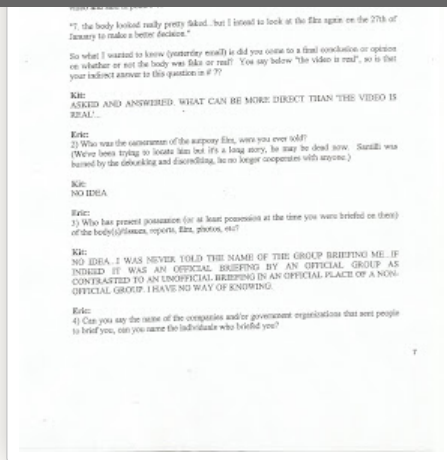 "7. the body looked really pretty faked...but I intend to look at the film again on the 27th of
January to make a better decision."
So what I wanted to know (yesterday email) is did you come to a final conclusion or opinion
on whether or not the body was fake or real? You say below "the video is real", so is that
your indirect answer to this question in # 7?
Kit:
ASKED AND ANSWERED. WHAT CAN BE MORE DIRECT THAN 'THE VIDEO IS
REAL'...
Eric:
2) Who was the cameraman of the autopsy film, were you ever told?
(We've been trying to locate him but it's a long story, he may be dead now. Santilli was
burned by the debunking and discrediting, he no longer cooperates with anyone.)
Kit:
NO IDEA
Eric:
3) Who has present possession (or at least possession at the time you were briefed on them)
of the body(s)/tissues, reports, film, photos, etc?
Kit:
NO IDEA...I WAS NEVER TOLD THE NAME OF THE GROUP BRIEFING ME...IF
INDEED IT WAS AN OFFICIAL BRIEFING BY AN OFFICIAL GROUP AS
CONTRASTED TO AN UNOFFICIAL BRIEFING IN AN OFFICIAL PLACE OF A NON-
OFFICIAL GROUP. I HAVE NO WAY OF KNOWING.
Eric:
4) Can you say the name of the companies and/or government organizations that sent people
to brief you, can you name the individuals who briefed you?
7